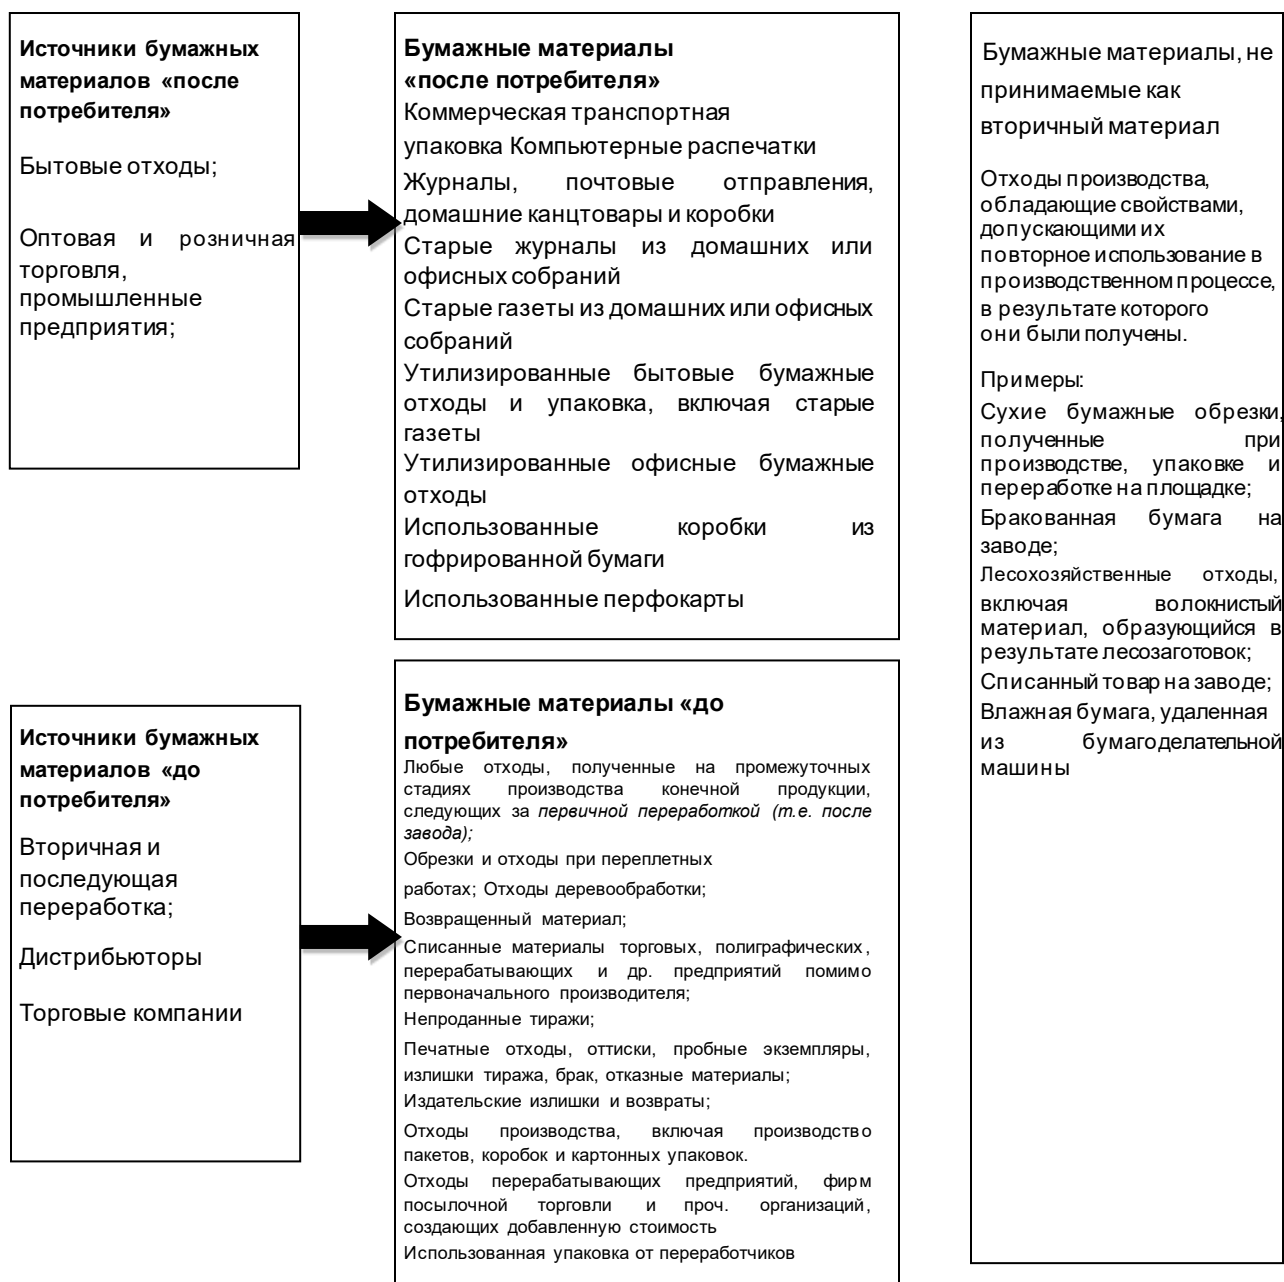 Источники бумажных
материалов «после
потребителя»
Бытовые отходы;
Оптовая и розничная
торговля,
промышленные
предприятия;
Бумажные материалы
«после потребителя»
Коммерческая транспортная
упаковка Компьютерные распечатки
Журналы, почтовые отправления,
домашние канцтовары и коробки
Старые журналы из домашних или
офисных собраний
Старые газеты из домашних или офисных
собраний
Утилизированные бытовые бумажные
отходы и упаковка, включая старые
газеты
Утилизированные офисные бумажные
отходы
Использованные коробки из
гофрированной бумаги
Использованные перфокарты
Источники бумажных
материалов «до
потребителя»
Вторичная и
последующая
переработка;
Дистрибьюторы
Торговые компании
Бумажные материалы «до
потребителя»
Любые отходы, полученные на промежуточных
стадиях производства конечной продукции,
следующих за первичной переработкой (т.е. после
завода);
Обрезки и отходы при переплетных
работах; Отходы деревообработки;
Возвращенный материал;
Списанные материалы торговых, полиграфических,
перерабатывающих и др. предприятий помимо
первоначального производителя;
Непроданные тиражи;
Печатные отходы, оттиски, пробные экземпляры,
излишки тиража, брак, отказные материалы;
Издательские излишки и возвраты;
Отходы производства, включая производство
пакетов, коробок и картонных упаковок.
Отходы перерабатывающих предприятий, фирм
посылочной торговли и проч. организаций,
создающих добавленную стоимость
Использованная упаковка от переработчиков
Бумажные материалы, не
принимаемые как
вторичный материал
Отходы производства,
обладающие свойствами,
допускающими их
повторное использование в
производственном процессе,
в результате которого
они были получены.
Примеры:
Сухие бумажные обрезки,
полученные при
производстве, упаковке и
переработке на площадке;
Бракованная бумага на
заводе;
Лесохозяйственные отходы,
включая волокнистый
материал, образующийся в
результате лесозаготовок;
Списанный товар на заводе;
Влажная бумага, удаленная
из бумагоделательной
машины